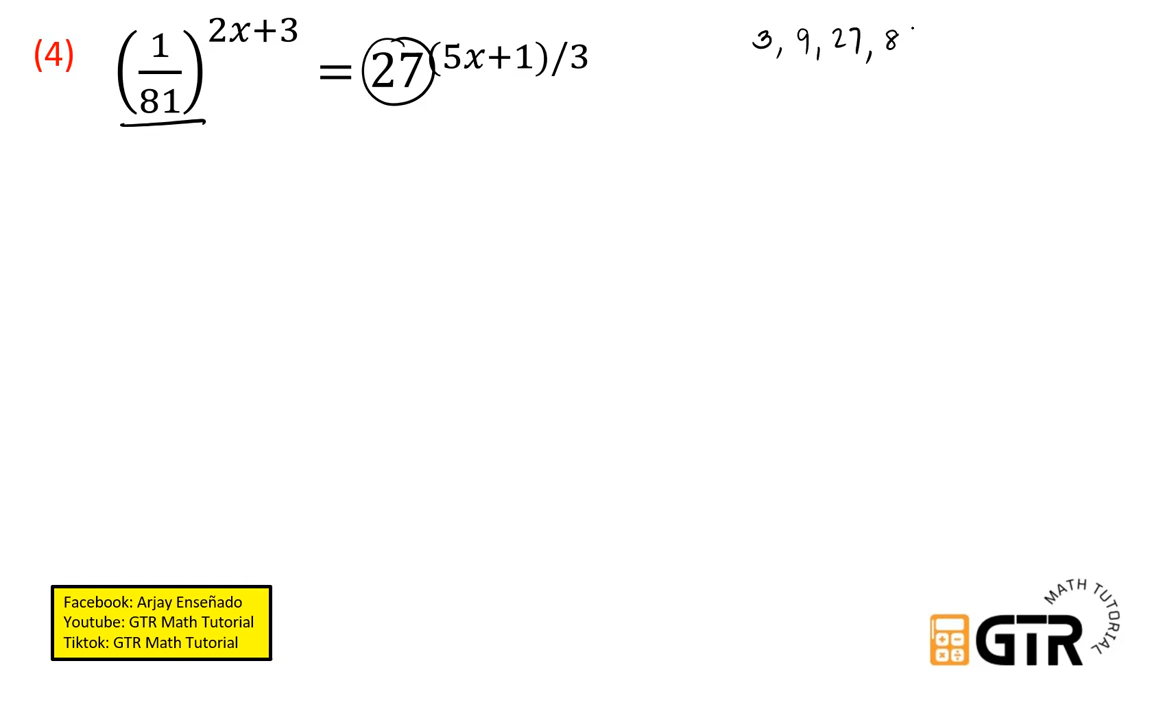 (4) (1/81)^{2x+3} = 27^{(5x+1)/3}
3, 9, 27, 8
Facebook: Arjay Enseñado
Youtube: GTR Math Tutorial
Tiktok: GTR Math Tutorial
GTR MATH TUTORIAL